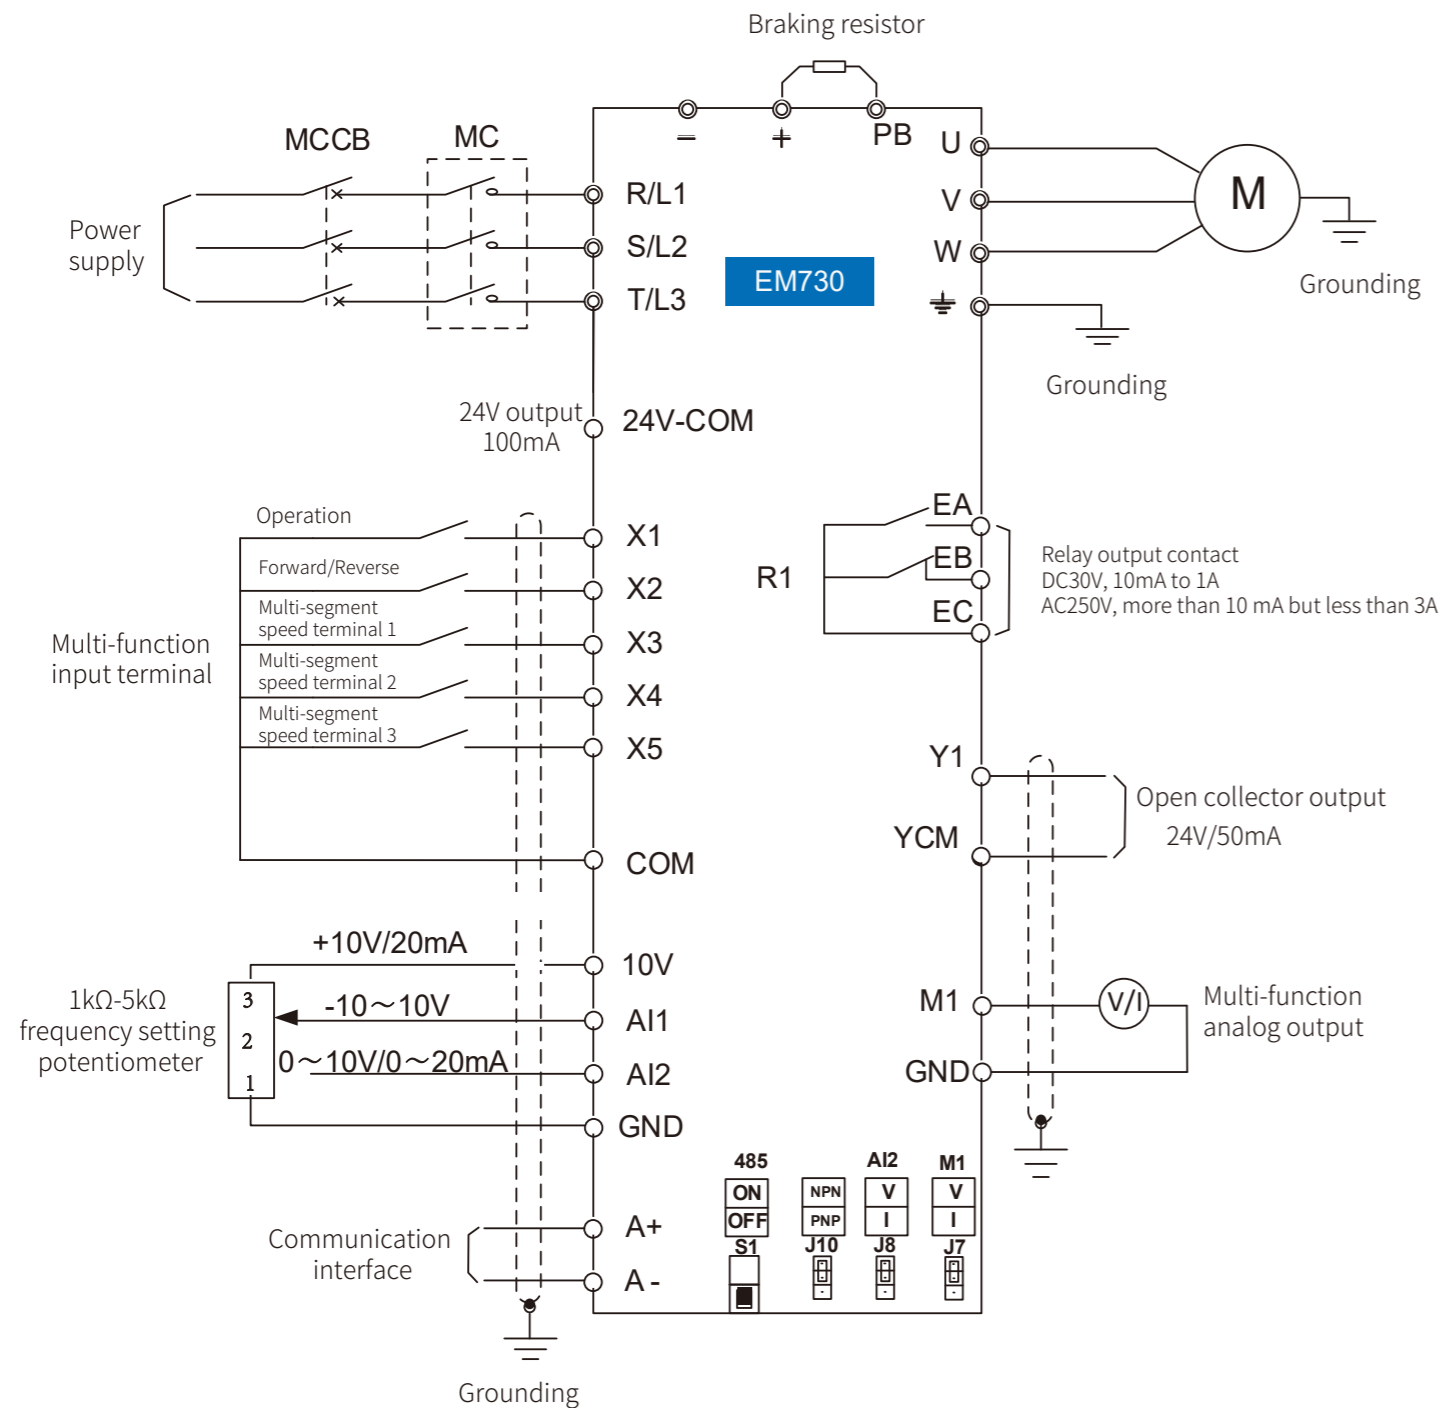 Braking resistor
MCCB
MC
−
+
PB
U
V
W
M
R/L1
S/L2
T/L3
Power
supply
EM730
Grounding
Grounding
24V output
100mA
24V-COM
Operation
X1
Forward/Reverse
X2
Multi-segment
speed terminal 1
X3
Multi-segment
speed terminal 2
X4
Multi-segment
speed terminal 3
X5
Multi-function
input terminal
COM
R1
EA
EB
EC
Relay output contact
DC30V, 10mA to 1A
AC250V, more than 10 mA but less than 3A
Y1
YCM
Open collector output
24V/50mA
+10V/20mA
10V
-10～10V
AI1
0～10V/0～20mA
AI2
GND
3
2
1
1kΩ-5kΩ
frequency setting
potentiometer
M1
GND
V/I
Multi-function
analog output
485
ON
OFF
S1
NPN
PNP
J10
AI2
V
I
J8
M1
V
I
J7
A+
A -
Communication
interface
Grounding